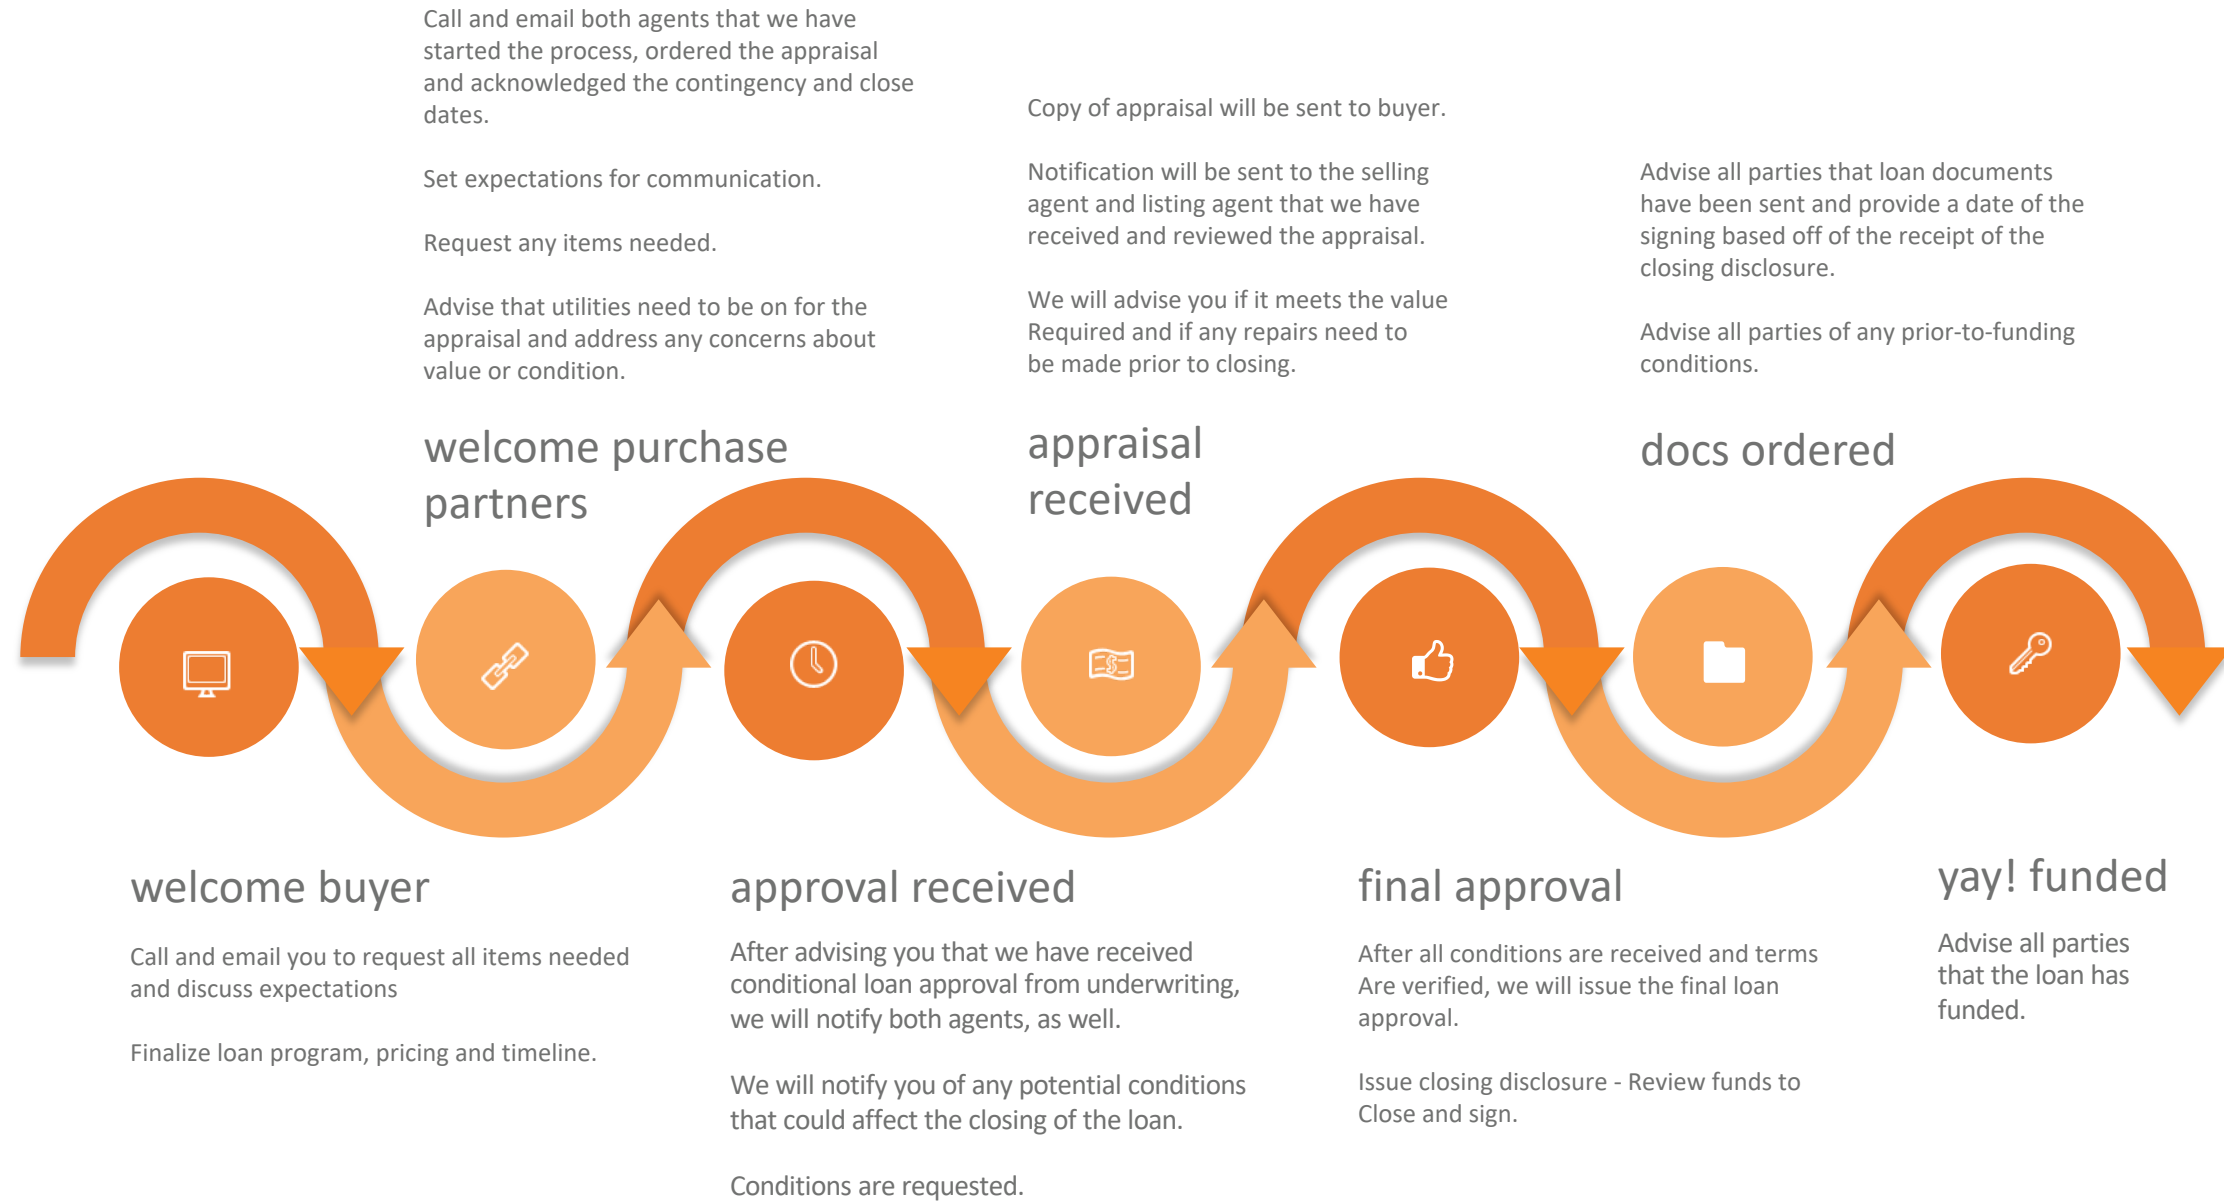 Call and email both agents that we have
started the process, ordered the appraisal
and acknowledged the contingency and close
dates.
Set expectations for communication.
Request any items needed.
Advise that utilities need to be on for the
appraisal and address any concerns about
value or condition.
welcome purchase
partners
Copy of appraisal will be sent to buyer.
Notification will be sent to the selling
agent and listing agent that we have
received and reviewed the appraisal.
We will advise you if it meets the value
Required and if any repairs need to
be made prior to closing.
appraisal
received
Advise all parties that loan documents
have been sent and provide a date of the
signing based off of the receipt of the
closing disclosure.
Advise all parties of any prior-to-funding
conditions.
docs ordered
$
welcome buyer
Call and email you to request all items needed
and discuss expectations
Finalize loan program, pricing and timeline.
approval received
After advising you that we have received
conditional loan approval from underwriting,
we will notify both agents, as well.
We will notify you of any potential conditions
that could affect the closing of the loan.
Conditions are requested.
final approval
After all conditions are received and terms
Are verified, we will issue the final loan
approval.
Issue closing disclosure - Review funds to
Close and sign.
yay! funded
Advise all parties
that the loan has
funded.